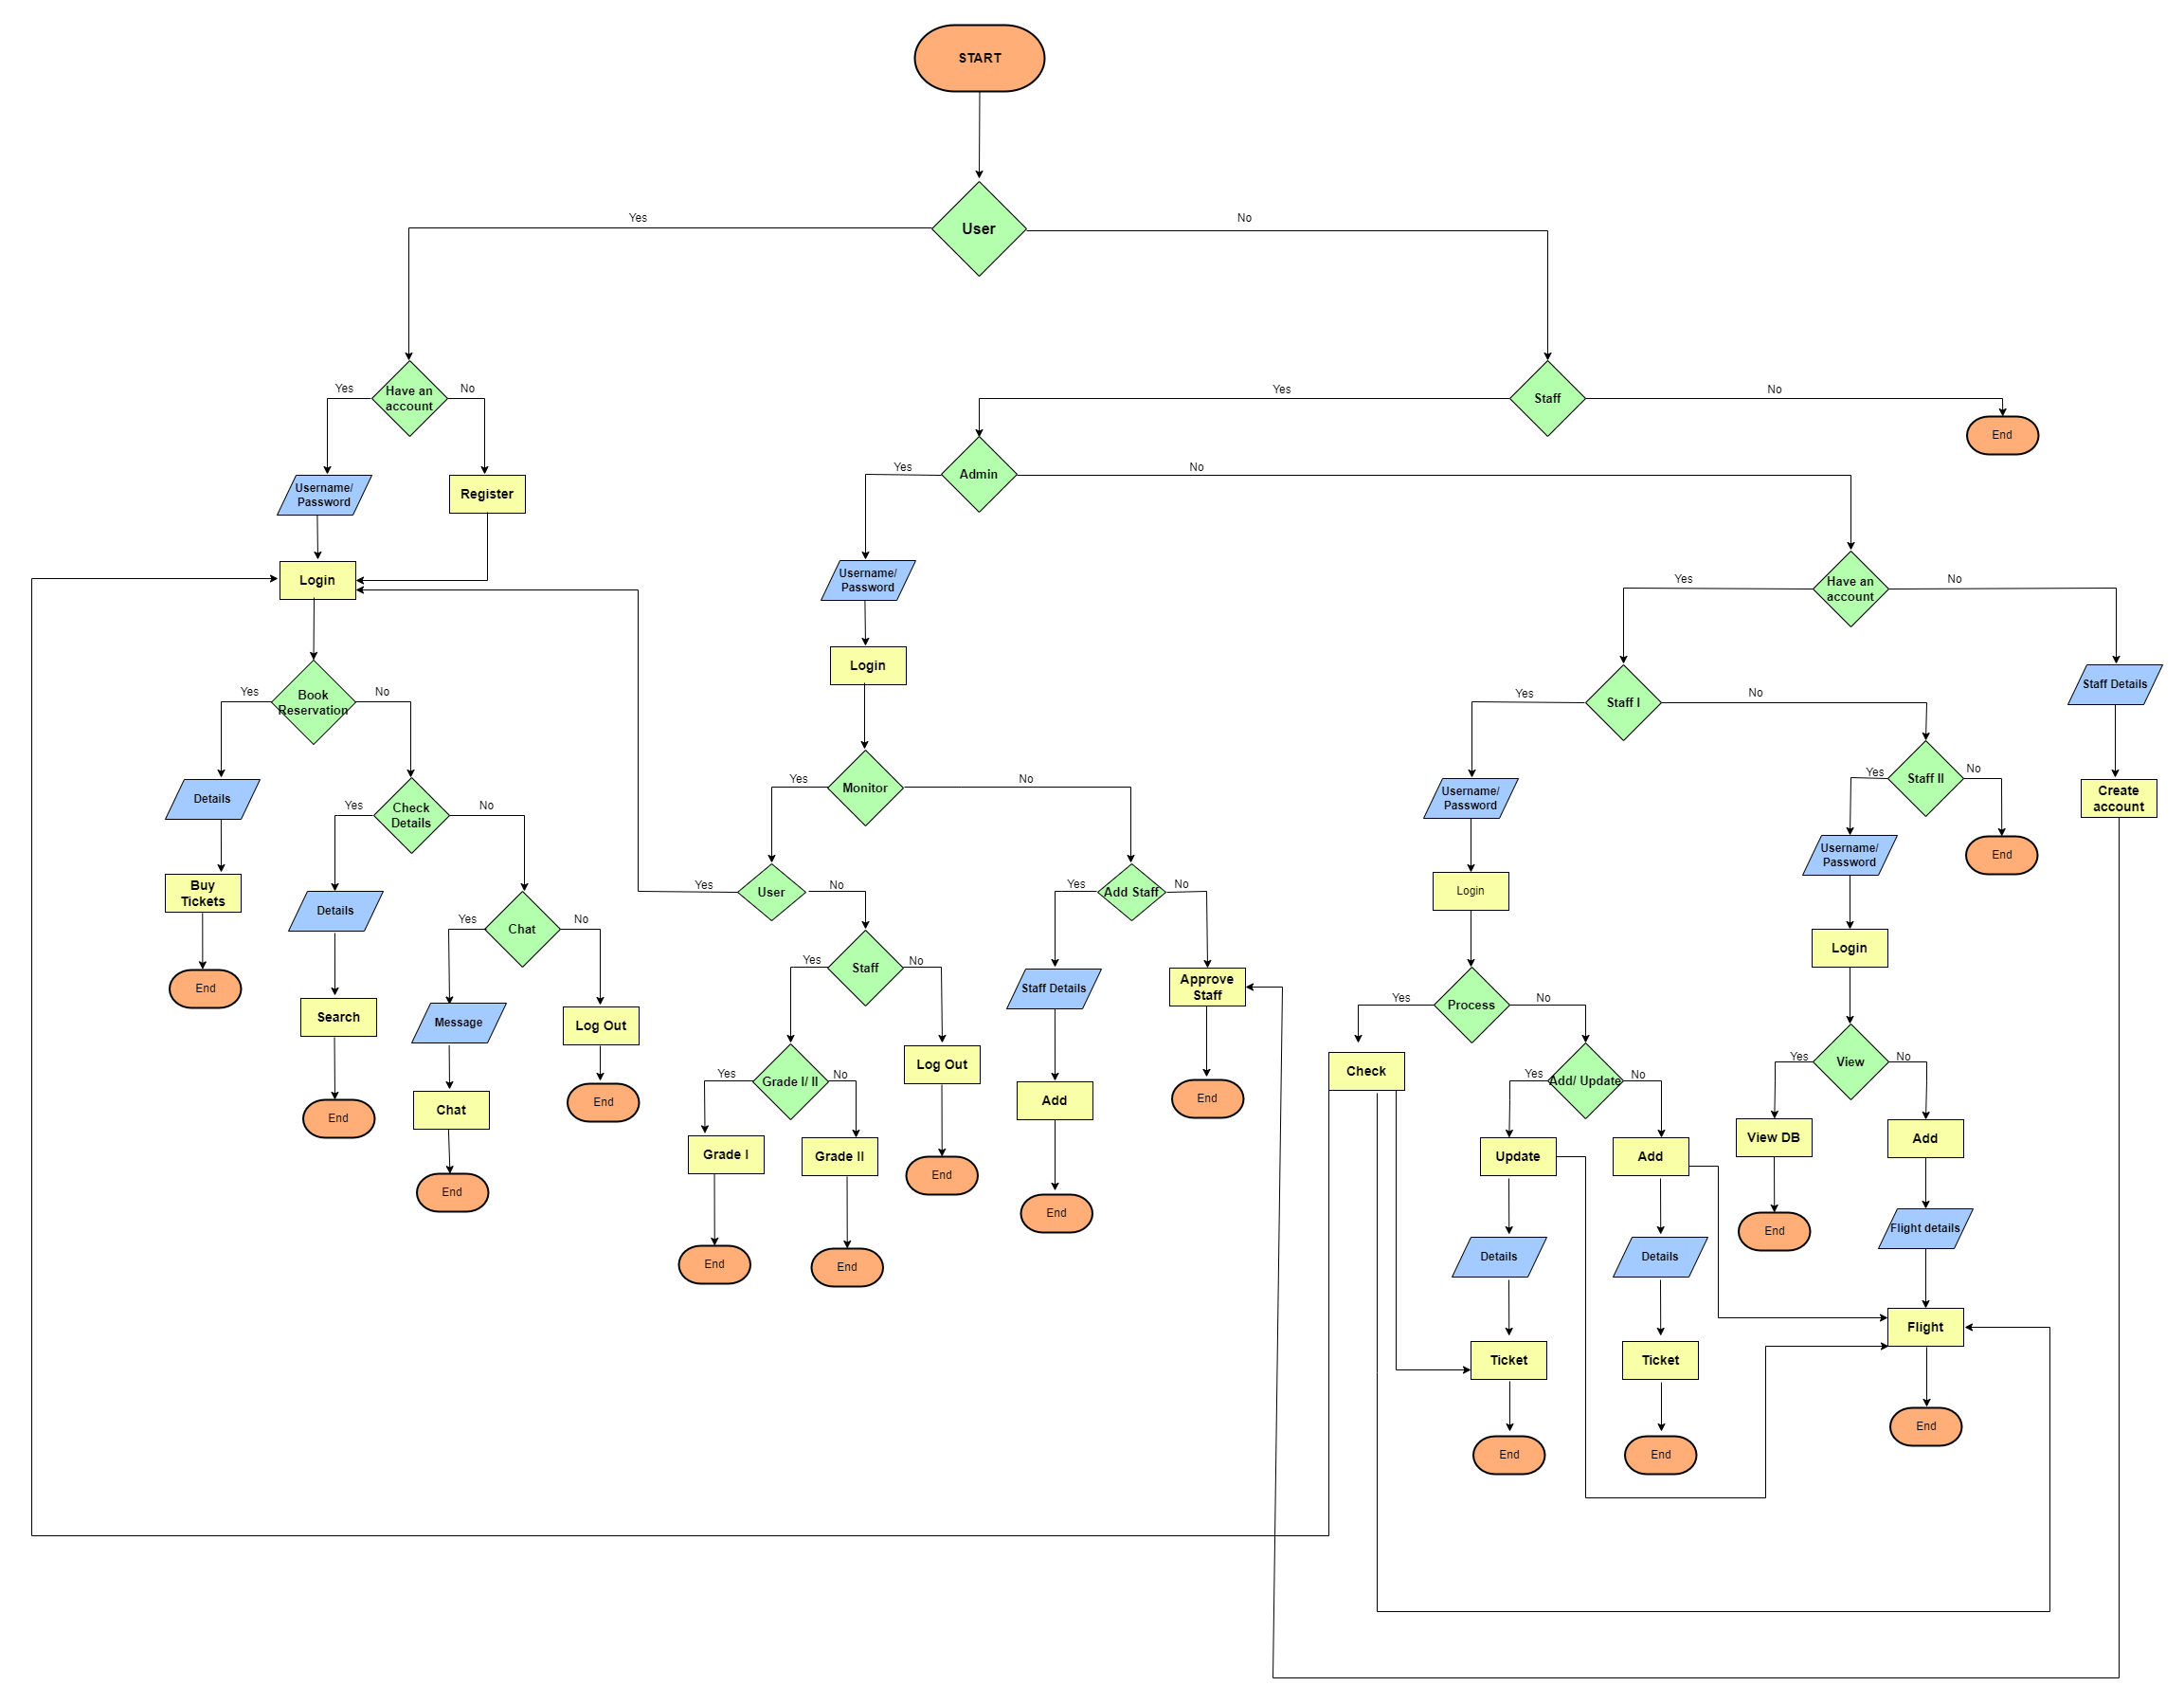 START
User
Yes
No
Have an
account
Yes
No
Staff
Yes
No
End
Admin
Yes
No
Username/
Password
Register
Login
Username/
Password
Login
Have an
account
Yes
No
Staff Details
Create
account
Book
Reservation
Yes
No
Details
Buy
Tickets
End
Check
Details
Yes
No
Details
Search
End
Chat
Yes
No
Message
Chat
End
Log Out
End
Monitor
Yes
No
User
Yes
No
Staff
Yes
No
Grade I/ II
Yes
No
Grade I
End
Grade II
End
Log Out
End
Add Staff
Yes
No
Staff Details
Add
End
Approve
Staff
End
Staff I
Yes
No
Username/
Password
Login
Process
Yes
No
Check
Add/ Update
Yes
No
Update
Details
Ticket
End
Add
Details
Ticket
End
Staff II
Yes
No
End
Username/
Password
Login
View
Yes
No
View DB
End
Add
Flight details
Flight
End